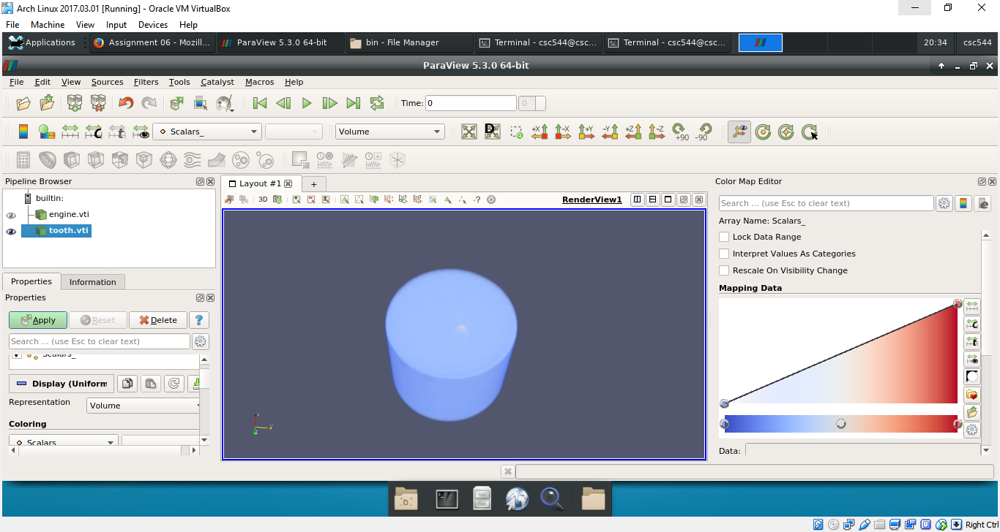 Arch Linux 2017.03.01 [Running] - Oracle VM VirtualBox
File Machine View Input Devices Help
Applications Assignment 06 - Mozill... ParaView 5.3.0 64-bit bin - File Manager Terminal - csc544@csc... Terminal - csc544@csc... 20:34 csc544
ParaView 5.3.0 64-bit
File Edit View Sources Filters Tools Catalyst Macros Help
Time: 0 0
Scalars_ Volume +X -X +Y -Y +Z -Z +90 -90
Pipeline Browser
builtin:
engine.vti
tooth.vti
Properties Information
Properties
Apply Reset Delete ?
Search ... (use Esc to clear text)
Scalars_
Display (Uniform
Representation Volume
Coloring
Scalars
Layout #1 +
3D RenderView1
Color Map Editor
Search ... (use Esc to clear text)
Array Name: Scalars_
Lock Data Range
Interpret Values As Categories
Rescale On Visibility Change
Mapping Data
Data:
Right Ctrl